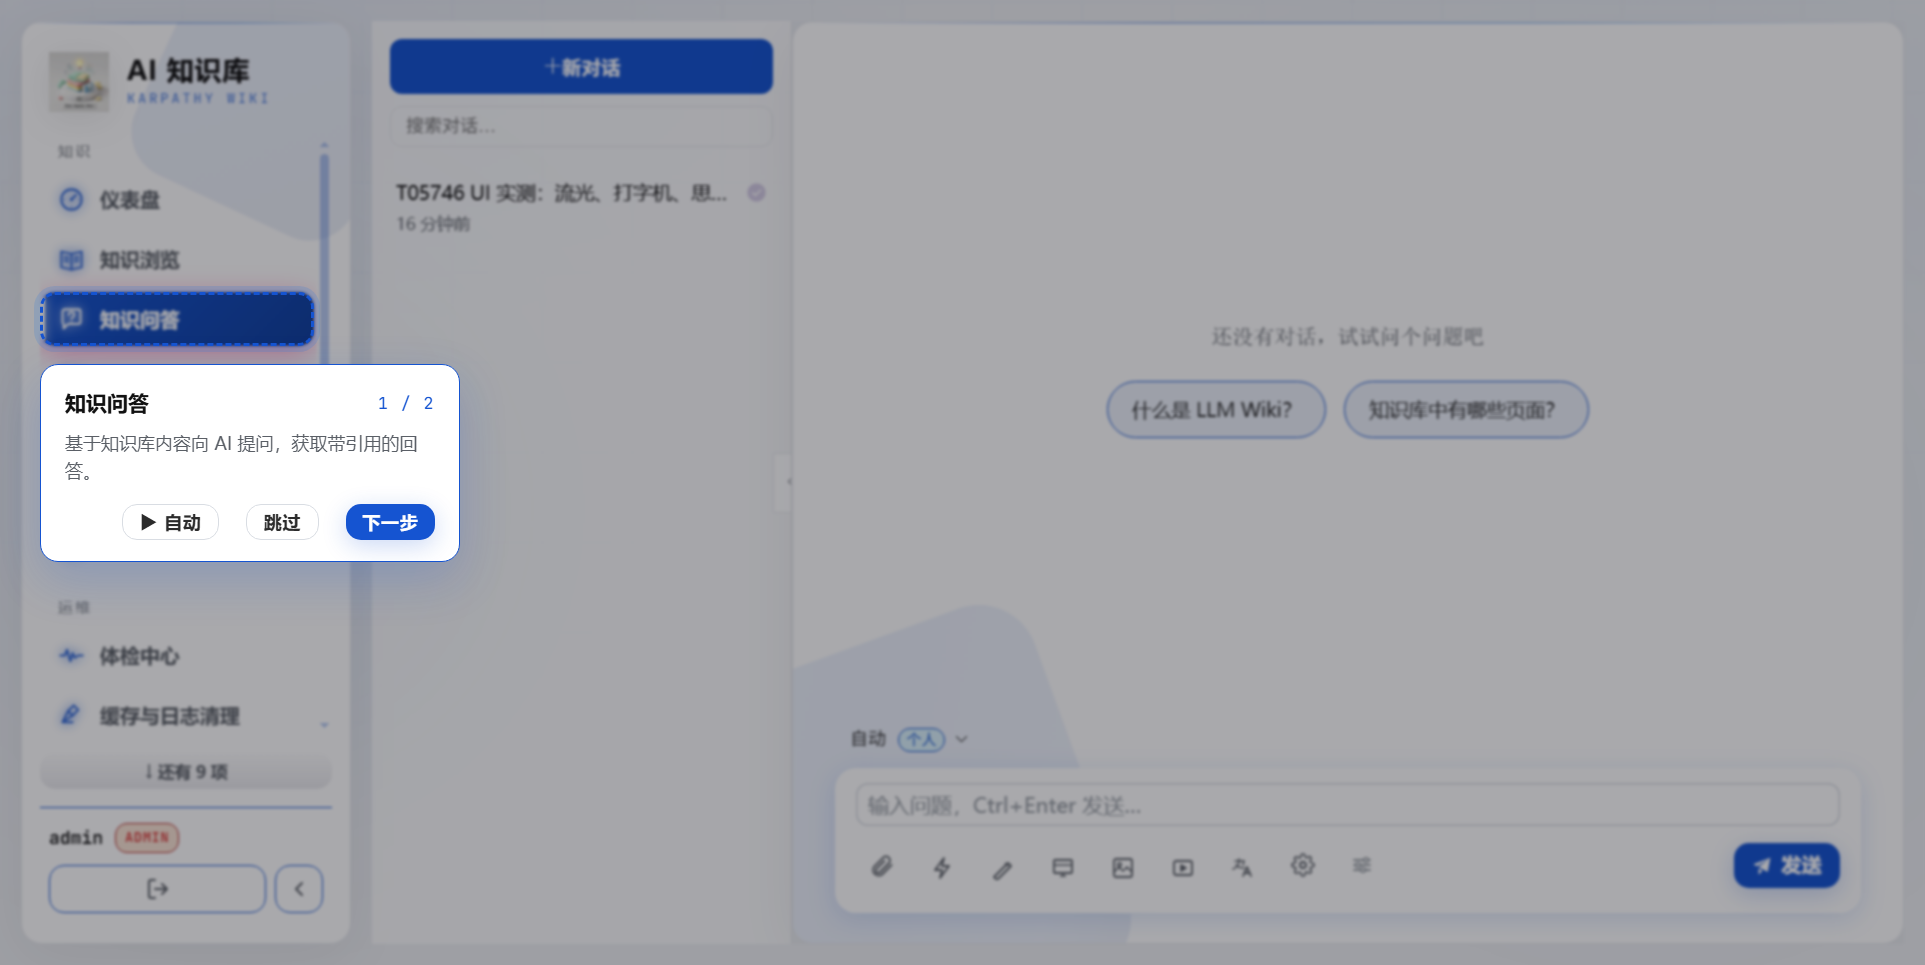 AI 知识库
KARPATHY WIKI
知识
仪表盘
知识浏览
知识问答
知识问答
1 / 2
基于知识库内容向 AI 提问，获取带引用的回
答。
▶ 自动
跳过
下一步
运维
体检中心
缓存与日志清理
↓还有 9 项
admin
ADMIN
+新对话
搜索对话...
T05746 UI 实测：流光、打字机、思...
16 分钟前
还没有对话，试试问个问题吧
什么是 LLM Wiki?
知识库中有哪些页面?
自动
个人
输入问题，Ctrl+Enter 发送...
发送